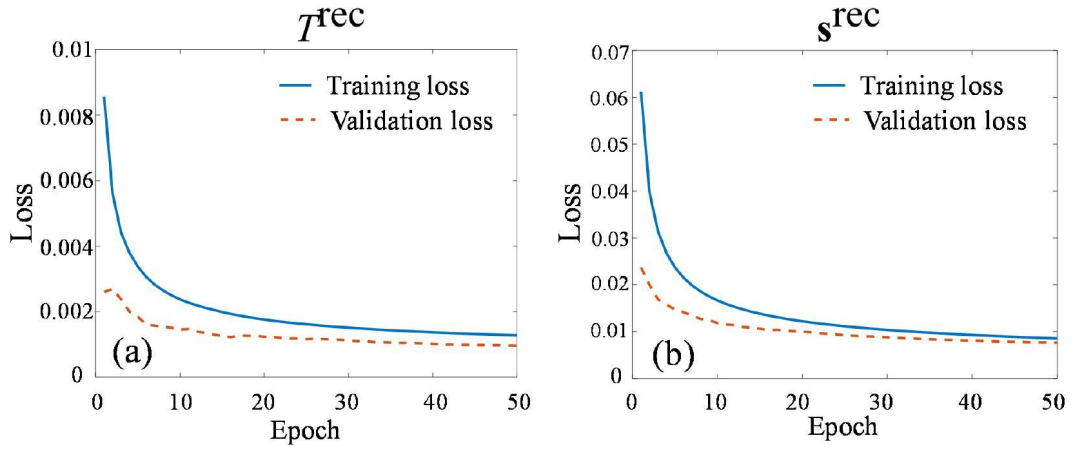 T^rec
0.01
0.008
0.006
0.004
0.002
0
Loss
Training loss
Validation loss
(a)
0 10 20 30 40 50
Epoch
s^rec
0.07
0.06
0.05
0.04
0.03
0.02
0.01
0
Loss
Training loss
Validation loss
(b)
0 10 20 30 40 50
Epoch